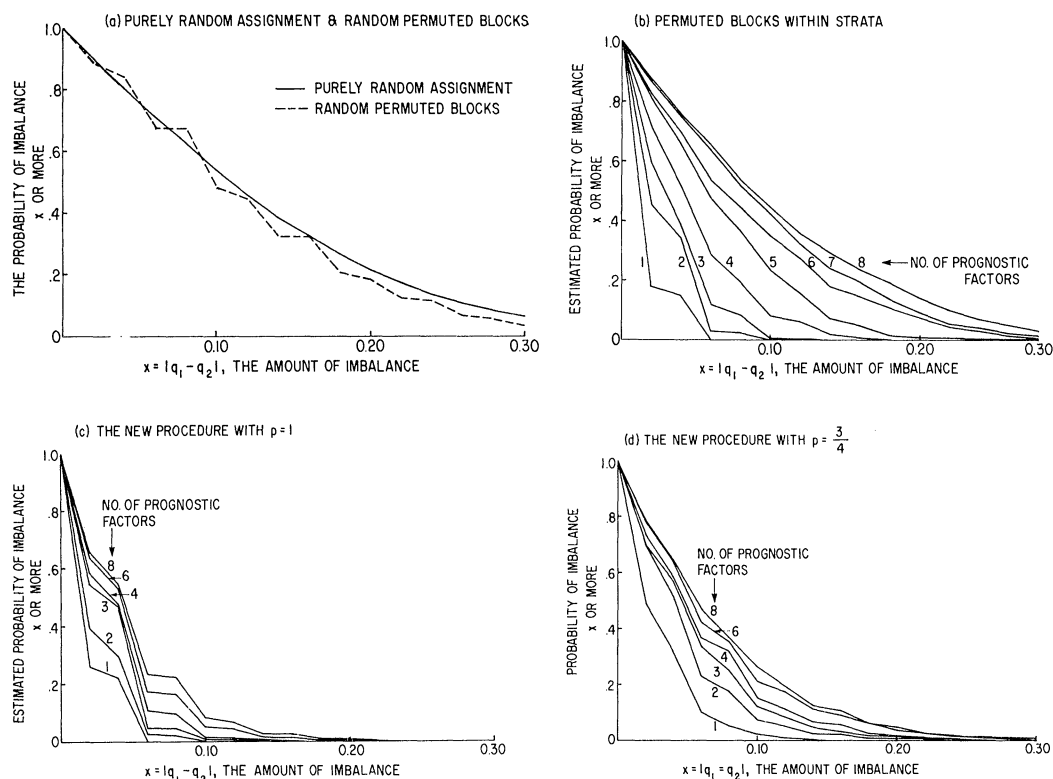 (a) PURELY RANDOM ASSIGNMENT & RANDOM PERMUTED BLOCKS
THE PROBABILITY OF IMBALANCE
x OR MORE
1.0
.8
.6
.4
.2
0
PURELY RANDOM ASSIGNMENT
RANDOM PERMUTED BLOCKS
0.10
0.20
0.30
x = |q1 - q2|, THE AMOUNT OF IMBALANCE
(b) PERMUTED BLOCKS WITHIN STRATA
ESTIMATED PROBABILITY OF IMBALANCE
x OR MORE
1.0
.8
.6
.4
.2
0
1 2 3 4 5 6 7 8
NO. OF PROGNOSTIC
FACTORS
0.10
0.20
0.30
x = |q1 - q2|, THE AMOUNT OF IMBALANCE
(c) THE NEW PROCEDURE WITH p = 1
ESTIMATED PROBABILITY OF IMBALANCE
x OR MORE
1.0
.8
.6
.4
.2
0
NO. OF PROGNOSTIC
FACTORS
8
6
4
3
2
1
0.10
0.20
0.30
x = |q1 - q2|, THE AMOUNT OF IMBALANCE
(d) THE NEW PROCEDURE WITH p = 3/4
PROBABILITY OF IMBALANCE
x OR MORE
1.0
.8
.6
.4
.2
0
NO. OF PROGNOSTIC
FACTORS
8
6
4
3
2
1
0.10
0.20
0.30
x = |q1 = q2|, THE AMOUNT OF IMBALANCE